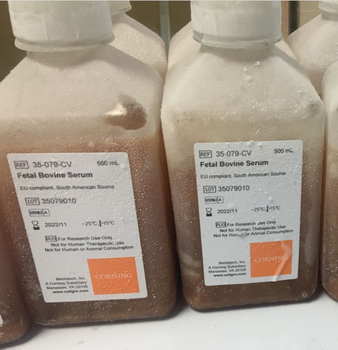 REF 35-079-CV 500 mL
Fetal Bovine Serum
EU compliant, South American Source
LOT 35079010
2022/11 -25°C -15°C
For Research Use Only
Not for Human Therapeutic Use
Not for Human or Animal Consumption
Mediatech, Inc.
A Corning Subsidiary
Manassas, VA 20109
www.cellgro.com
CORNING
REF 35-079-CV 500 mL
Fetal Bovine Serum
EU compliant, South American Source
LOT 35079010
2022/11 -25°C -15°C
For Research Use Only
Not for Human Therapeutic Use
Not for Human or Animal Consumption
Mediatech, Inc.
A Corning Subsidiary
Manassas, VA 20109
www.cellgro.com
CORNING